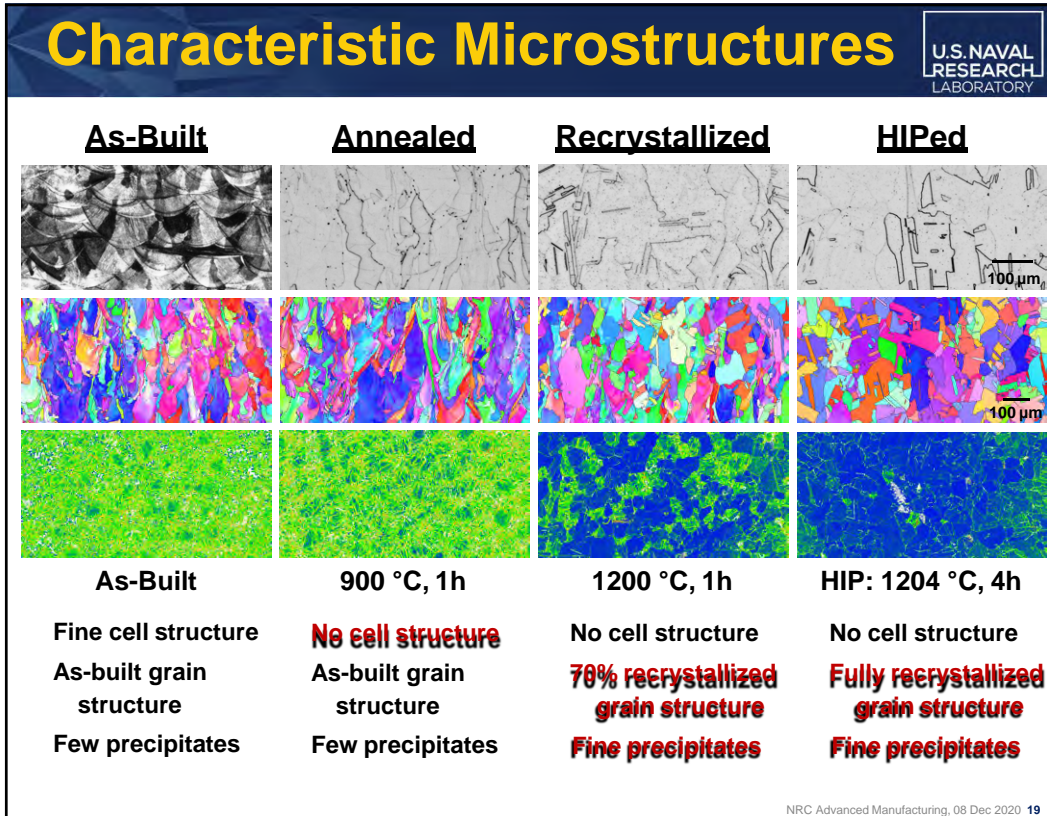 Characteristic Microstructures
U.S. NAVAL
RESEARCH
LABORATORY
As-Built
Annealed
Recrystallized
HIPed
100 µm
100 µm
As-Built
900 °C, 1h
1200 °C, 1h
HIP: 1204 °C, 4h
Fine cell structure
As-built grain
structure
Few precipitates
No cell structure
As-built grain
structure
Few precipitates
No cell structure
70% recrystallized
grain structure
Fine precipitates
No cell structure
Fully recrystallized
grain structure
Fine precipitates
NRC Advanced Manufacturing, 08 Dec 2020 19